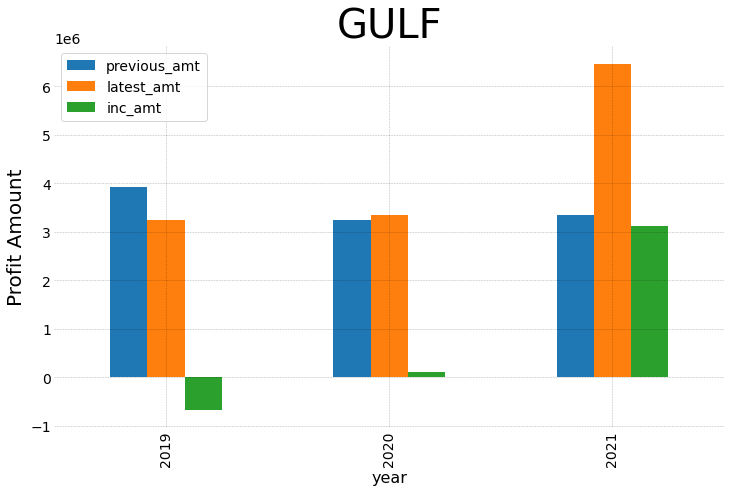 GULF
1e6
previous_amt
latest_amt
inc_amt
6
5
4
3
2
1
0
−1
Profit Amount
2019
2020
2021
year